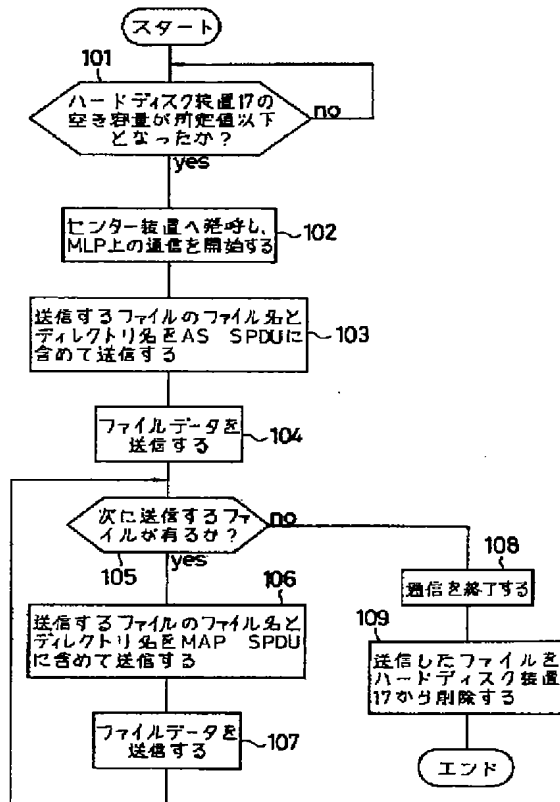 スタート
101
ハードディスク装置17の
空き容量が所定値以下
となったか?
no
yes
センター装置へ発呼し、
MLP上の通信を開始する
102
送信するファイルのファイル名と
ディレクトリ名をAS SPDUに
含めて送信する
103
ファイルデータを
送信する
104
次に送信するファ
イルが有るか?
no
105
yes
106
送信するファイルのファイル名と
ディレクトリ名をMAP SPDU
に含めて送信する
ファイルデータを
送信する
107
108
通信を終了する
109
送信したファイルを
ハードディスク装置
17から削除する
エンド